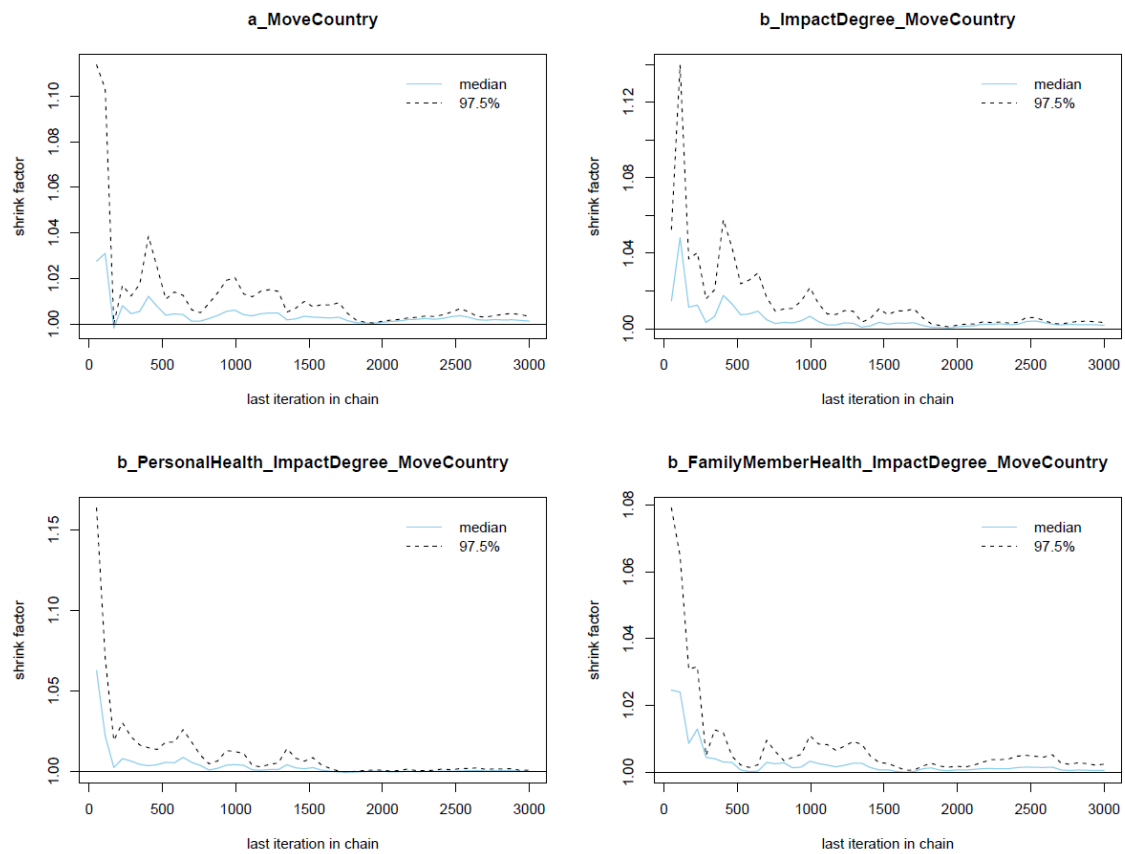 a_MoveCountry
median
97.5%
shrink factor
1.00 1.02 1.04 1.06 1.08 1.10
0 500 1000 1500 2000 2500 3000
last iteration in chain
b_ImpactDegree_MoveCountry
median
97.5%
shrink factor
1.00 1.04 1.08 1.12
0 500 1000 1500 2000 2500 3000
last iteration in chain
b_PersonalHealth_ImpactDegree_MoveCountry
median
97.5%
shrink factor
1.00 1.05 1.10 1.15
0 500 1000 1500 2000 2500 3000
last iteration in chain
b_FamilyMemberHealth_ImpactDegree_MoveCountry
median
97.5%
shrink factor
1.00 1.02 1.04 1.06 1.08
0 500 1000 1500 2000 2500 3000
last iteration in chain